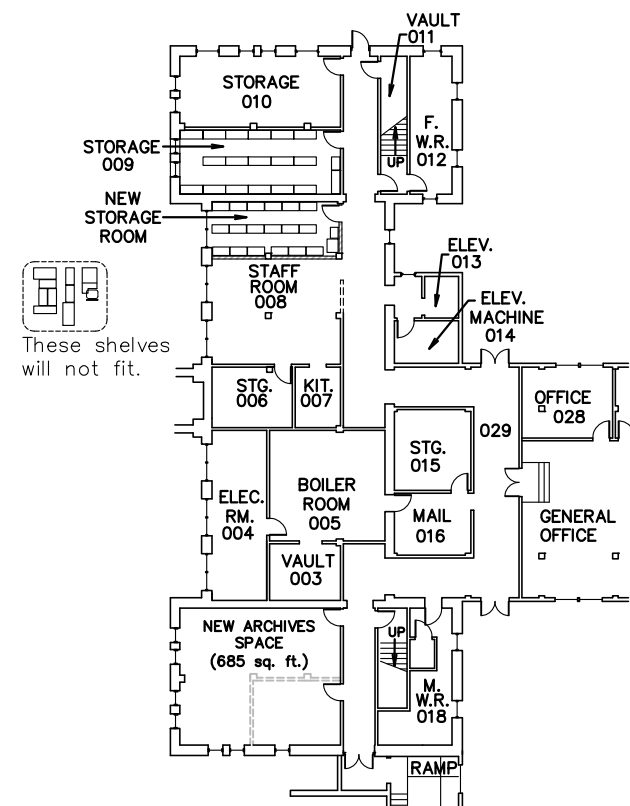 VAULT
011
STORAGE
010
F.
W.R.
012
UP
STORAGE
009
NEW
STORAGE
ROOM
ELEV.
013
STAFF
ROOM
008
ELEV.
MACHINE
014
These shelves
will not fit.
STG.
006
KIT.
007
OFFICE
028
029
STG.
015
ELEC.
RM.
004
BOILER
ROOM
005
MAIL
016
GENERAL
OFFICE
VAULT
003
NEW ARCHIVES
SPACE
(685 sq. ft.)
UP
M.
W.R.
018
RAMP